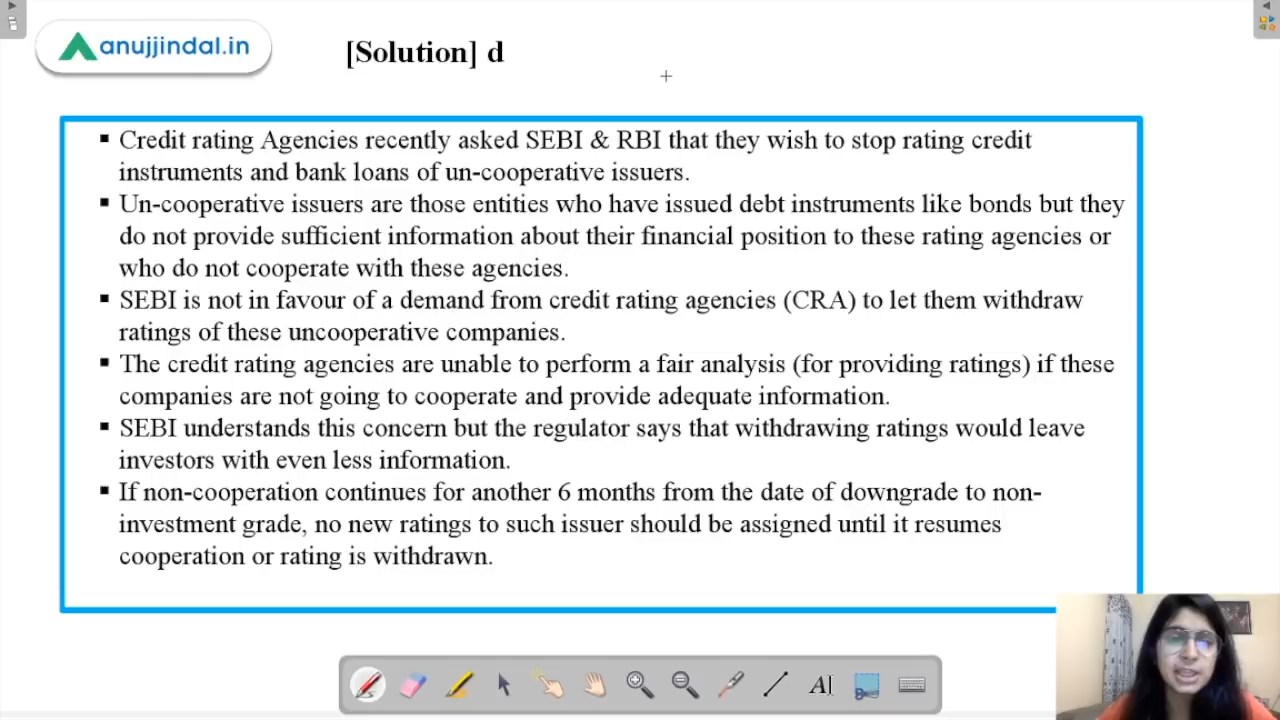 anujjindal.in
[Solution] d
▪ Credit rating Agencies recently asked SEBI & RBI that they wish to stop rating credit
instruments and bank loans of un-cooperative issuers.
▪ Un-cooperative issuers are those entities who have issued debt instruments like bonds but they
do not provide sufficient information about their financial position to these rating agencies or
who do not cooperate with these agencies.
▪ SEBI is not in favour of a demand from credit rating agencies (CRA) to let them withdraw
ratings of these uncooperative companies.
▪ The credit rating agencies are unable to perform a fair analysis (for providing ratings) if these
companies are not going to cooperate and provide adequate information.
▪ SEBI understands this concern but the regulator says that withdrawing ratings would leave
investors with even less information.
▪ If non-cooperation continues for another 6 months from the date of downgrade to non-
investment grade, no new ratings to such issuer should be assigned until it resumes
cooperation or rating is withdrawn.
A